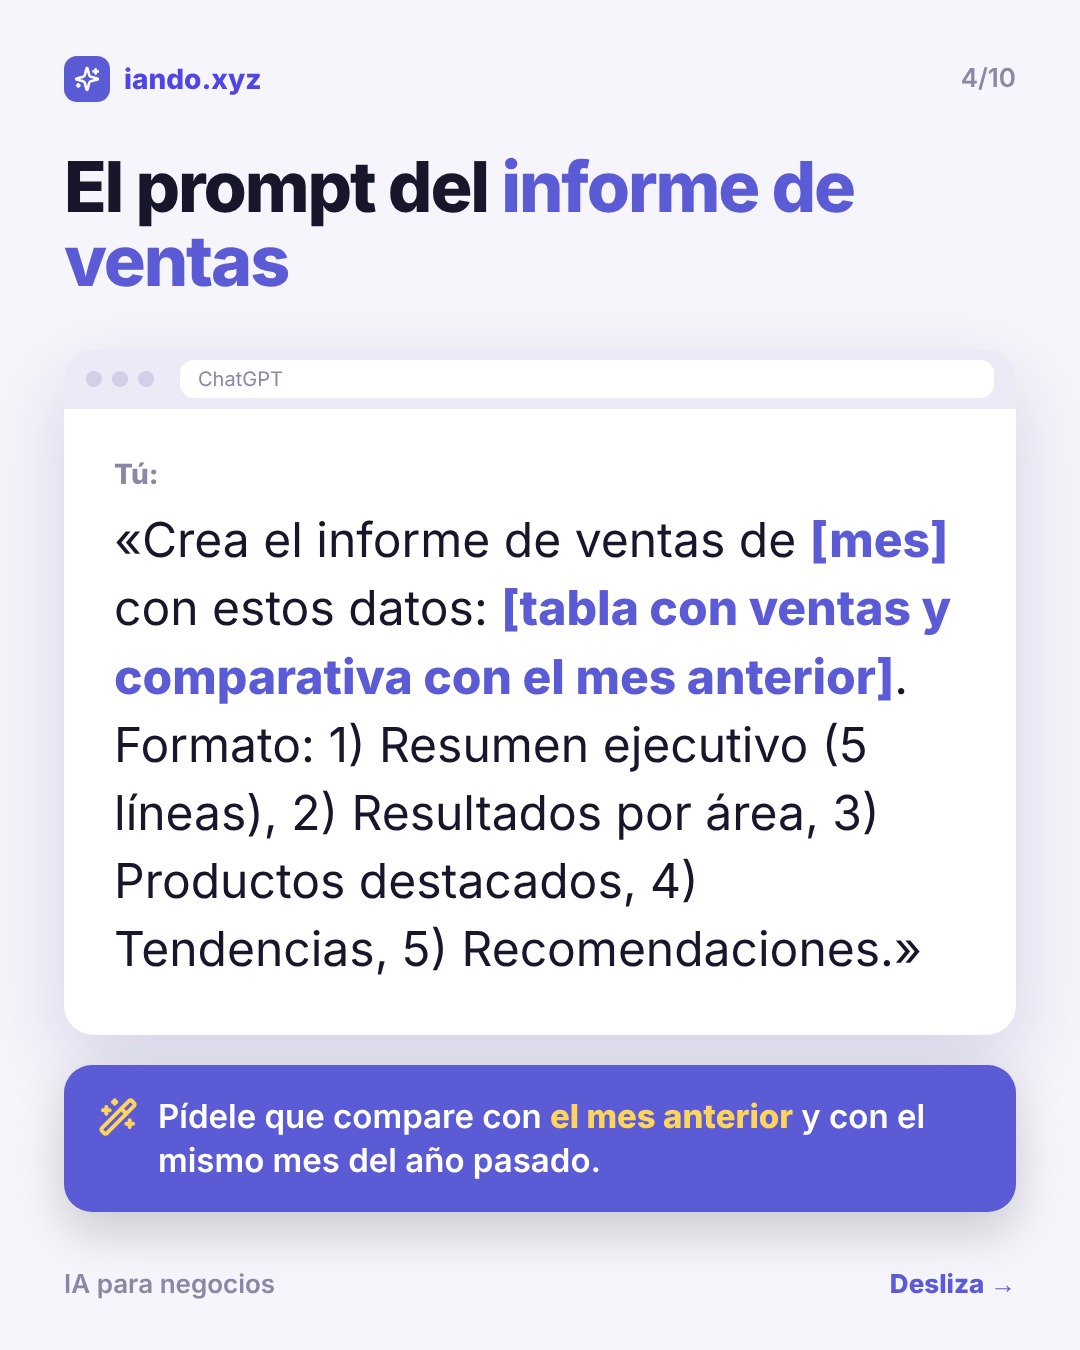 iando.xyz
4/10
El prompt del informe de
ventas
ChatGPT
Tú:
«Crea el informe de ventas de [mes]
con estos datos: [tabla con ventas y
comparativa con el mes anterior].
Formato: 1) Resumen ejecutivo (5
líneas), 2) Resultados por área, 3)
Productos destacados, 4)
Tendencias, 5) Recomendaciones.»
Pídele que compare con el mes anterior y con el
mismo mes del año pasado.
IA para negocios
Desliza →